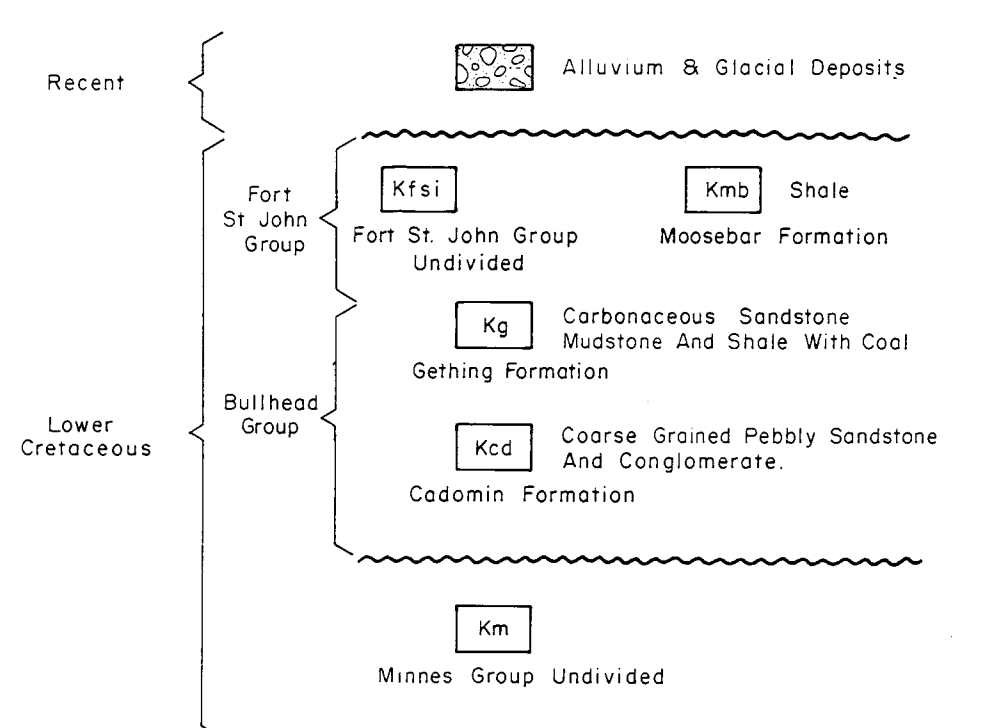 Recent
Alluvium & Glacial Deposits
Fort
St John
Group
Kfsi
Fort St. John Group
Undivided
Kmb
Shale
Moosebar Formation
Kg
Carbonaceous Sandstone
Mudstone And Shale With Coal
Gething Formation
Lower
Cretaceous
Bullhead
Group
Kcd
Coarse Grained Pebbly Sandstone
And Conglomerate.
Cadomin Formation
Km
Minnes Group Undivided